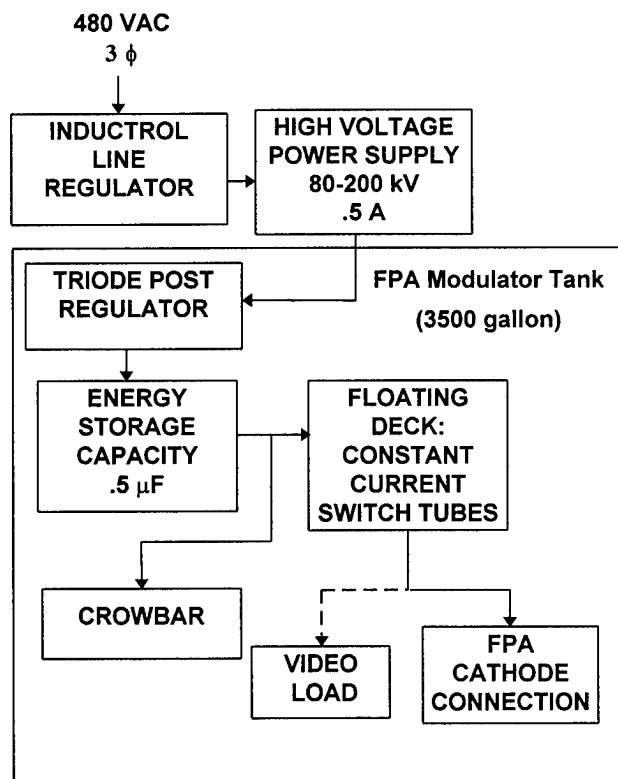 480 VAC
3 ϕ
INDUCTROL
LINE
REGULATOR
HIGH VOLTAGE
POWER SUPPLY
80-200 kV
.5 A
FPA Modulator Tank
(3500 gallon)
TRIODE POST
REGULATOR
ENERGY
STORAGE
CAPACITY
.5 μF
FLOATING
DECK:
CONSTANT
CURRENT
SWITCH TUBES
CROWBAR
VIDEO
LOAD
FPA
CATHODE
CONNECTION